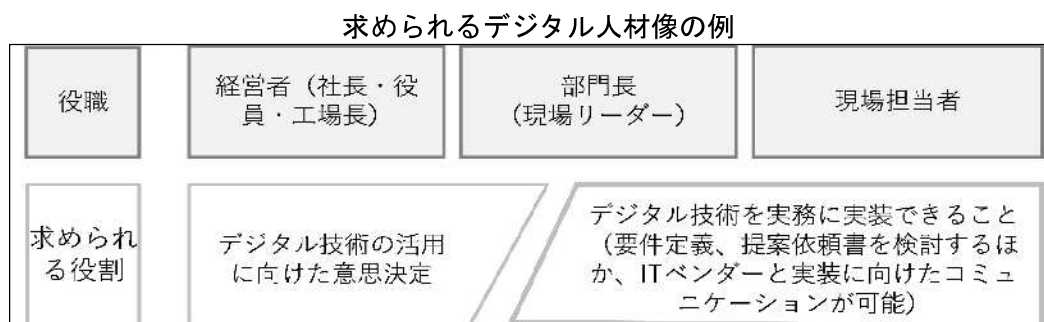 求められるデジタル人材像の例
役職
経営者（社長・役
員・工場長）
部門長
（現場リーダー）
現場担当者
求められ
る役割
デジタル技術の活用
に向けた意思決定
デジタル技術を実務に実装できること
（要件定義、提案依頼書を検討するほ
か、ITベンダーと実装に向けたコミュ
ニケーションが可能）